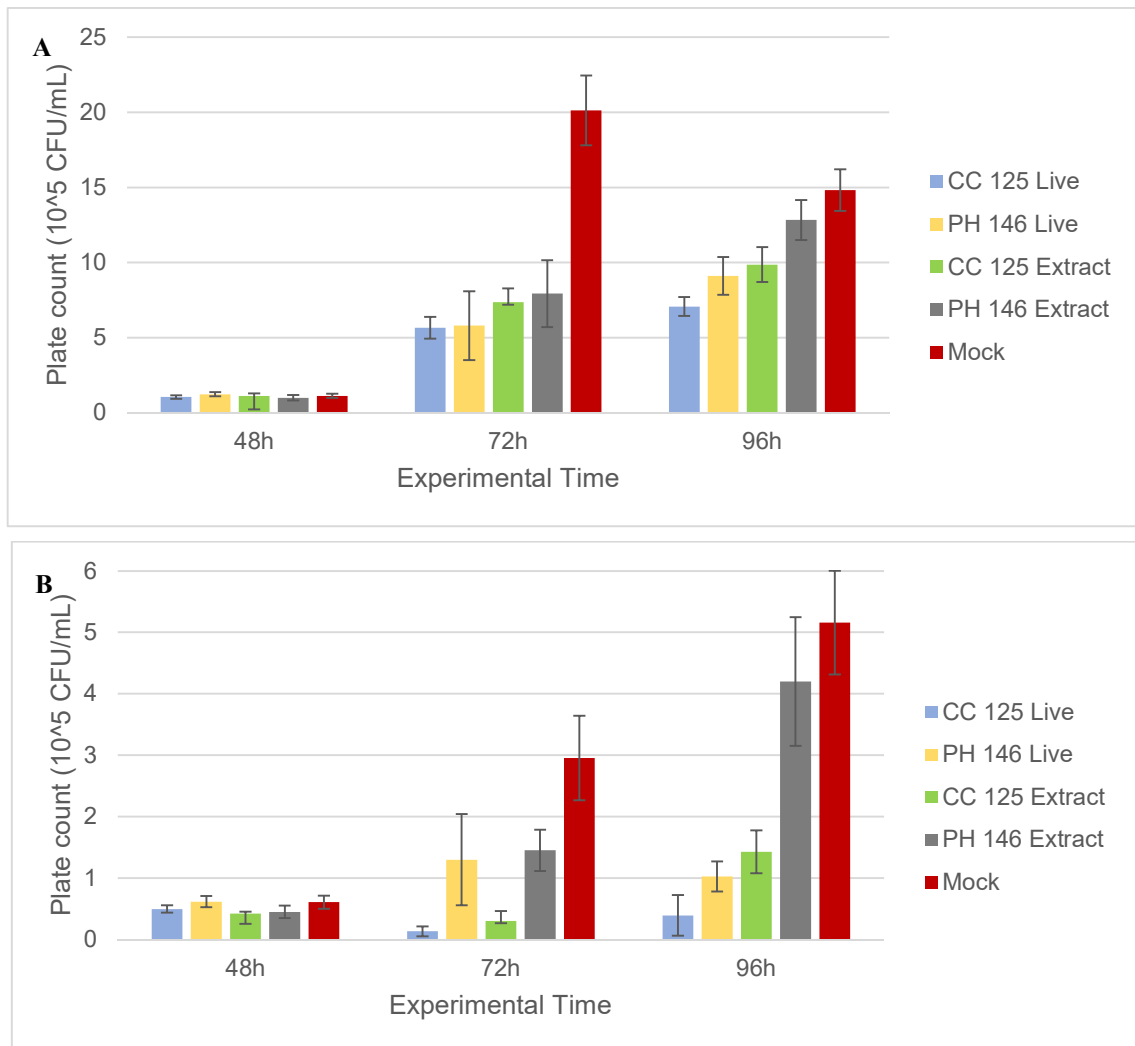 A
Plate count (10^5 CFU/mL)
25
20
15
10
5
0
48h
72h
96h
Experimental Time
CC 125 Live
PH 146 Live
CC 125 Extract
PH 146 Extract
Mock
B
Plate count (10^5 CFU/mL)
6
5
4
3
2
1
0
48h
72h
96h
Experimental Time
CC 125 Live
PH 146 Live
CC 125 Extract
PH 146 Extract
Mock